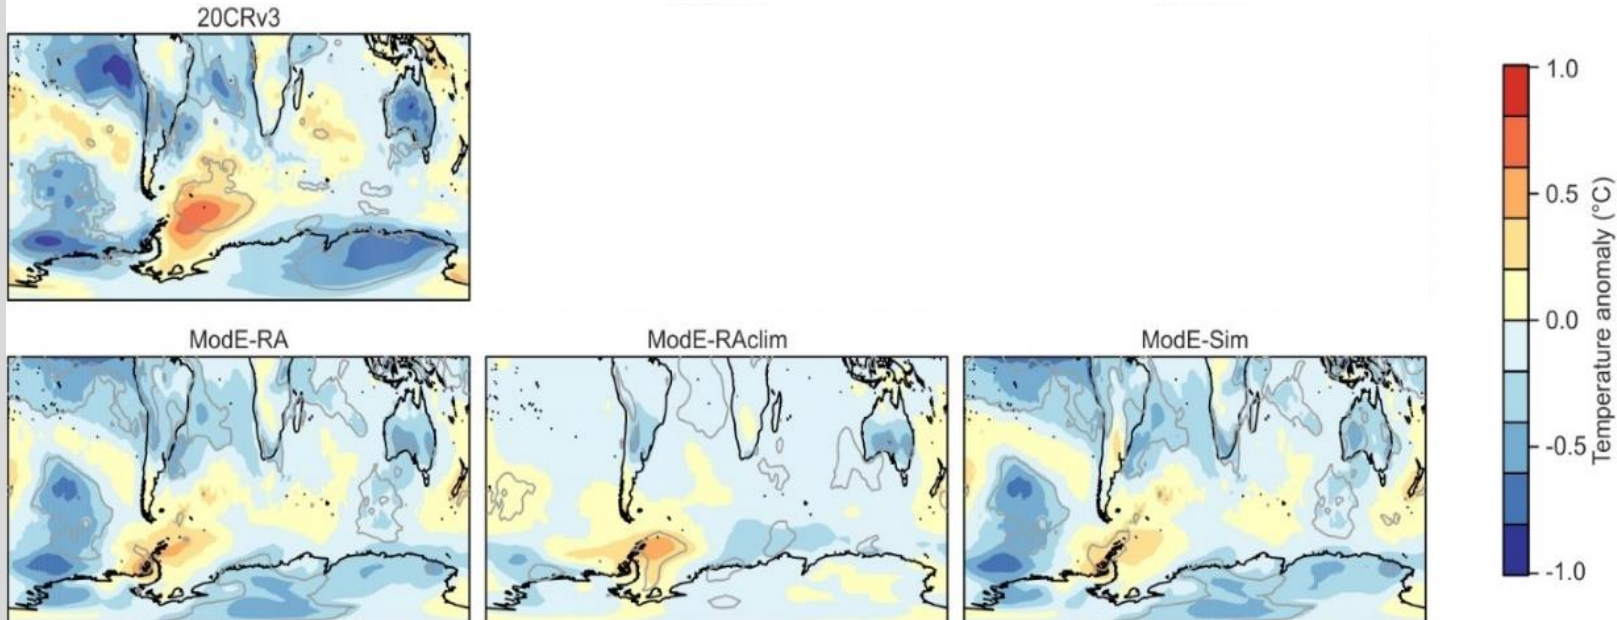 20CRv3
ModE-RA
ModE-RAclim
ModE-Sim
1.0
0.5
0.0
-0.5
-1.0
Temperature anomaly (°C)